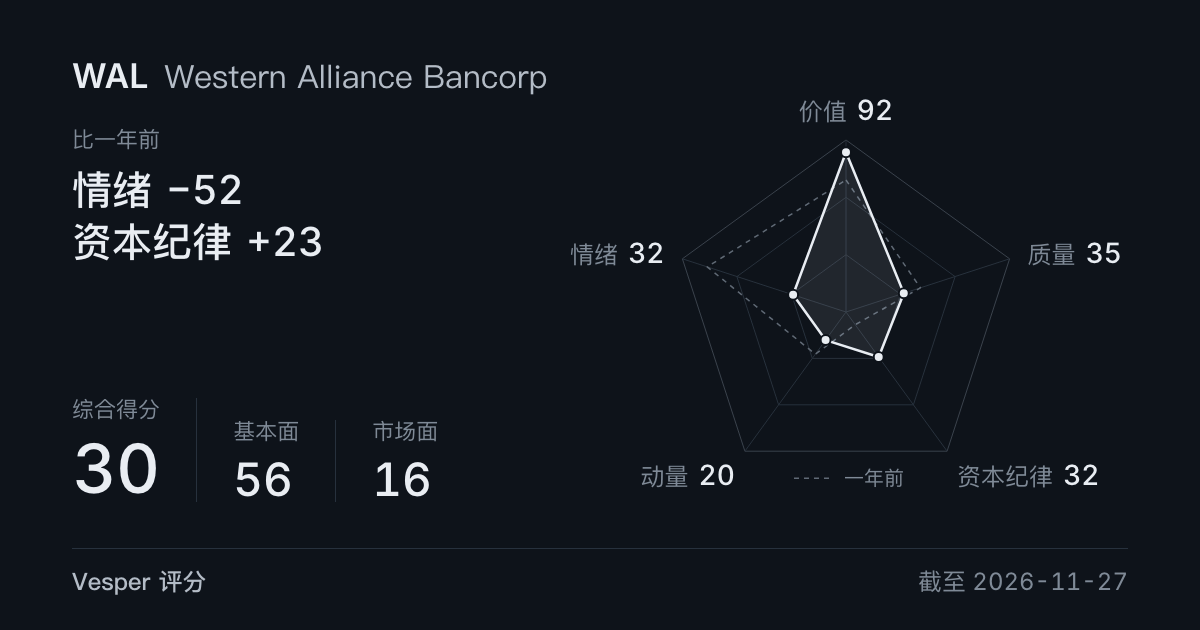 WAL Western Alliance Bancorp
比一年前
情绪 −52
资本纪律 +23
综合得分
30
基本面
56
市场面
16
价值 92
情绪 32
质量 35
动量 20
一年前
资本纪律 32
Vesper 评分
截至 2026-11-27